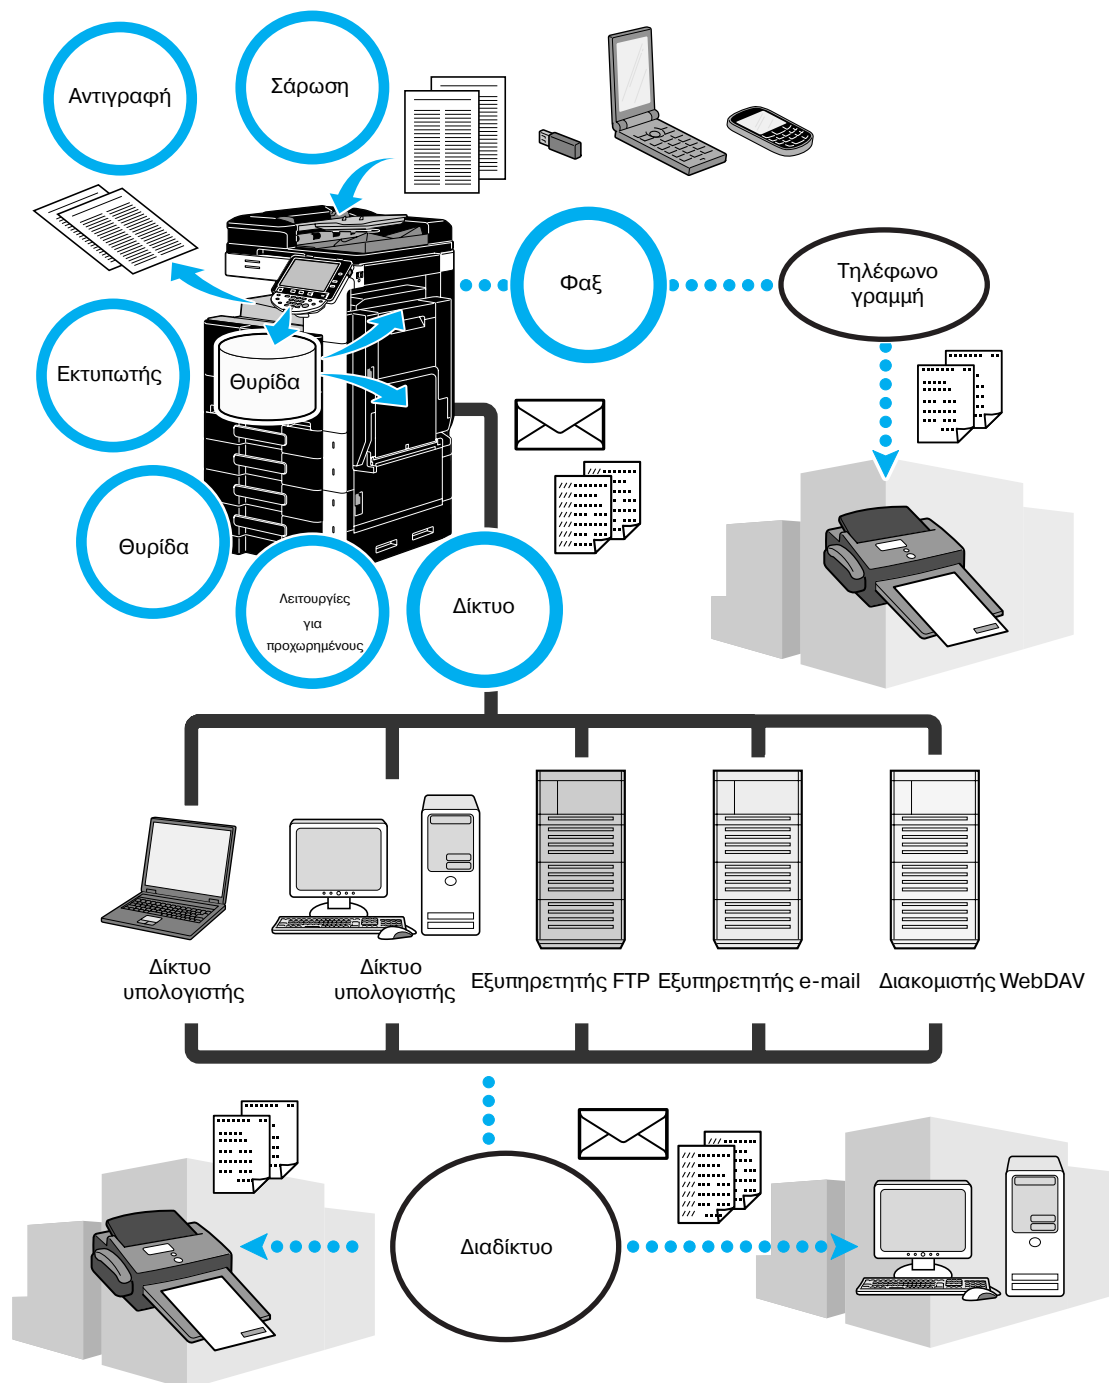 Αντιγραφή
Σάρωση
Φαξ
Τηλέφωνο
γραμμή
Εκτυπωτής
Θυρίδα
Θυρίδα
Λειτουργίες
για
προχωρημένους
Δίκτυο
Δίκτυο
υπολογιστής
Δίκτυο
υπολογιστής
Εξυπηρετητής FTP
Εξυπηρετητής e-mail
Διακομιστής WebDAV
Διαδίκτυο